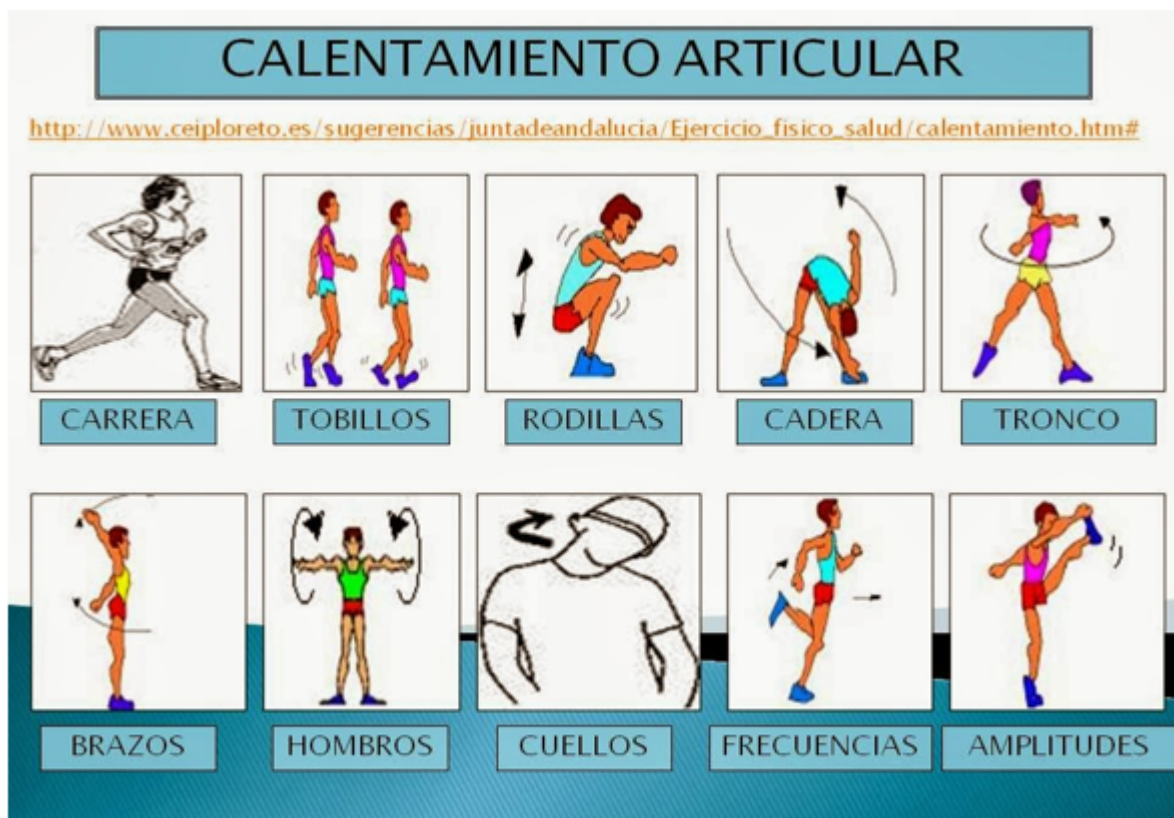 CALENTAMIENTO ARTICULAR
http://www.ceiploreto.es/sugerencias/juntadeandalucia/Ejercicio_fisico_salud/calentamiento.htm#
CARRERA
TOBILLOS
RODILLAS
CADERA
TRONCO
BRAZOS
HOMBROS
CUELLOS
FRECUENCIAS
AMPLITUDES